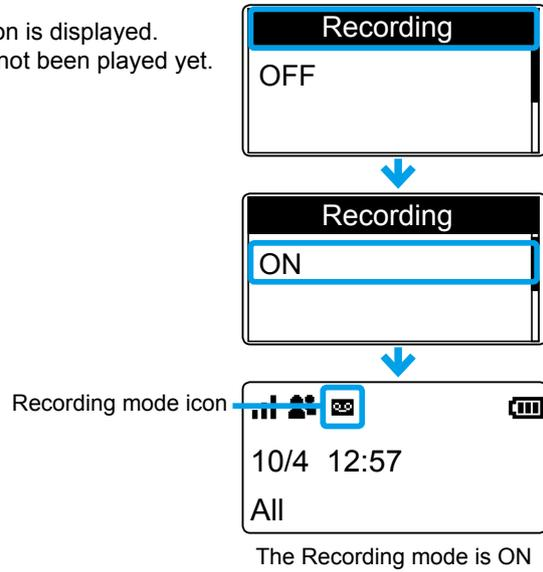 on is displayed.
not been played yet.
Recording
OFF
Recording
ON
Recording mode icon
10/4 12:57
All
The Recording mode is ON